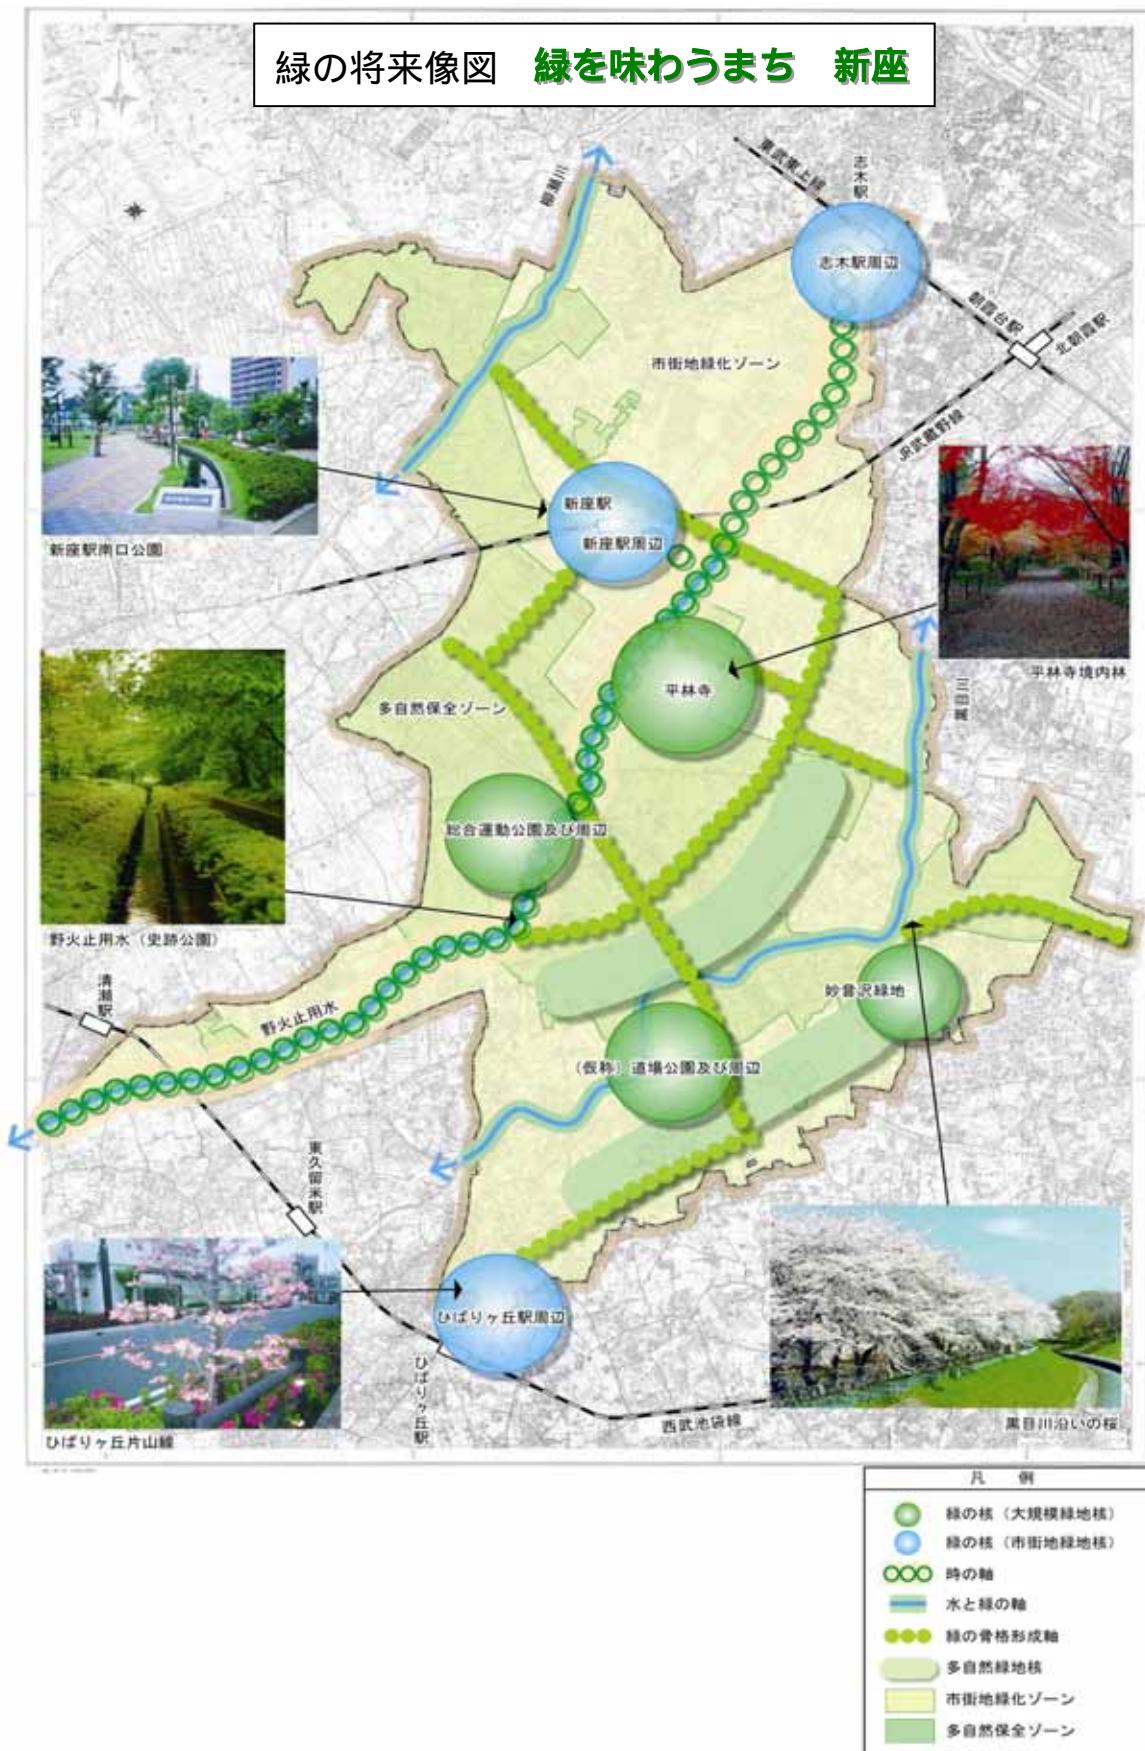 緑の将来像図　緑を味わうまち　新座
東武東上線
志木駅
柳瀬川
志木駅周辺
朝霞台駅
北朝霞駅
市街地緑化ゾーン
JR武蔵野線
新座駅
新座駅周辺
新座駅南口公園
平林寺
平林寺境内林
黒目川
多自然保全ゾーン
総合運動公園及び周辺
野火止用水（史跡公園）
清瀬駅
野火止用水
妙音沢緑地
（仮称）道場公園及び周辺
東久留米駅
ひばりヶ丘駅周辺
ひばりヶ丘駅
西武池袋線
ひばりヶ丘片山線
黒目川沿いの桜
凡　例
緑の核（大規模緑地核）
緑の核（市街地緑地核）
時の軸
水と緑の軸
緑の骨格形成軸
多自然緑地核
市街地緑化ゾーン
多自然保全ゾーン